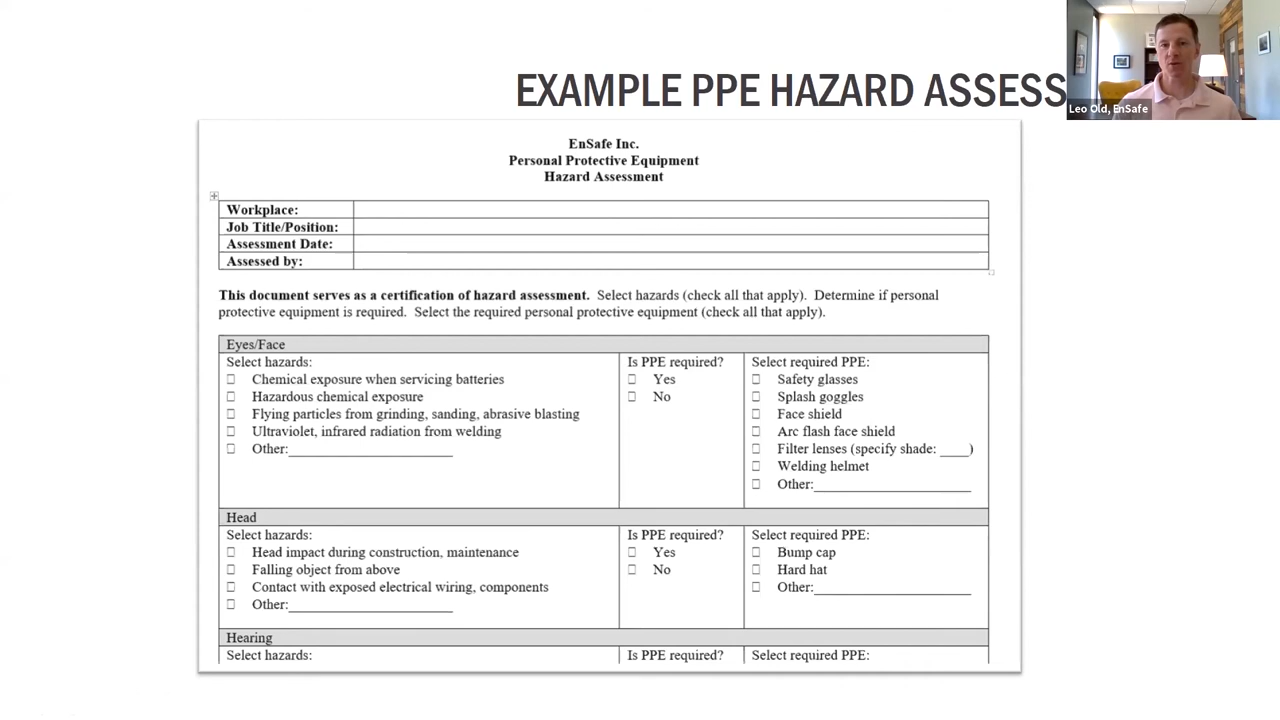 EXAMPLE PPE HAZARD ASSESS
Leo Old, EnSafe
EnSafe Inc.
Personal Protective Equipment
Hazard Assessment
Workplace:
Job Title/Position:
Assessment Date:
Assessed by:
This document serves as a certification of hazard assessment. Select hazards (check all that apply). Determine if personal
protective equipment is required. Select the required personal protective equipment (check all that apply).
Eyes/Face
Select hazards:
☐ Chemical exposure when servicing batteries
☐ Hazardous chemical exposure
☐ Flying particles from grinding, sanding, abrasive blasting
☐ Ultraviolet, infrared radiation from welding
☐ Other:____________________
Is PPE required?
☐ Yes
☐ No
Select required PPE:
☐ Safety glasses
☐ Splash goggles
☐ Face shield
☐ Arc flash face shield
☐ Filter lenses (specify shade: ____)
☐ Welding helmet
☐ Other:____________________
Head
Select hazards:
☐ Head impact during construction, maintenance
☐ Falling object from above
☐ Contact with exposed electrical wiring, components
☐ Other:____________________
Is PPE required?
☐ Yes
☐ No
Select required PPE:
☐ Bump cap
☐ Hard hat
☐ Other:____________________
Hearing
Select hazards:
Is PPE required?
Select required PPE: